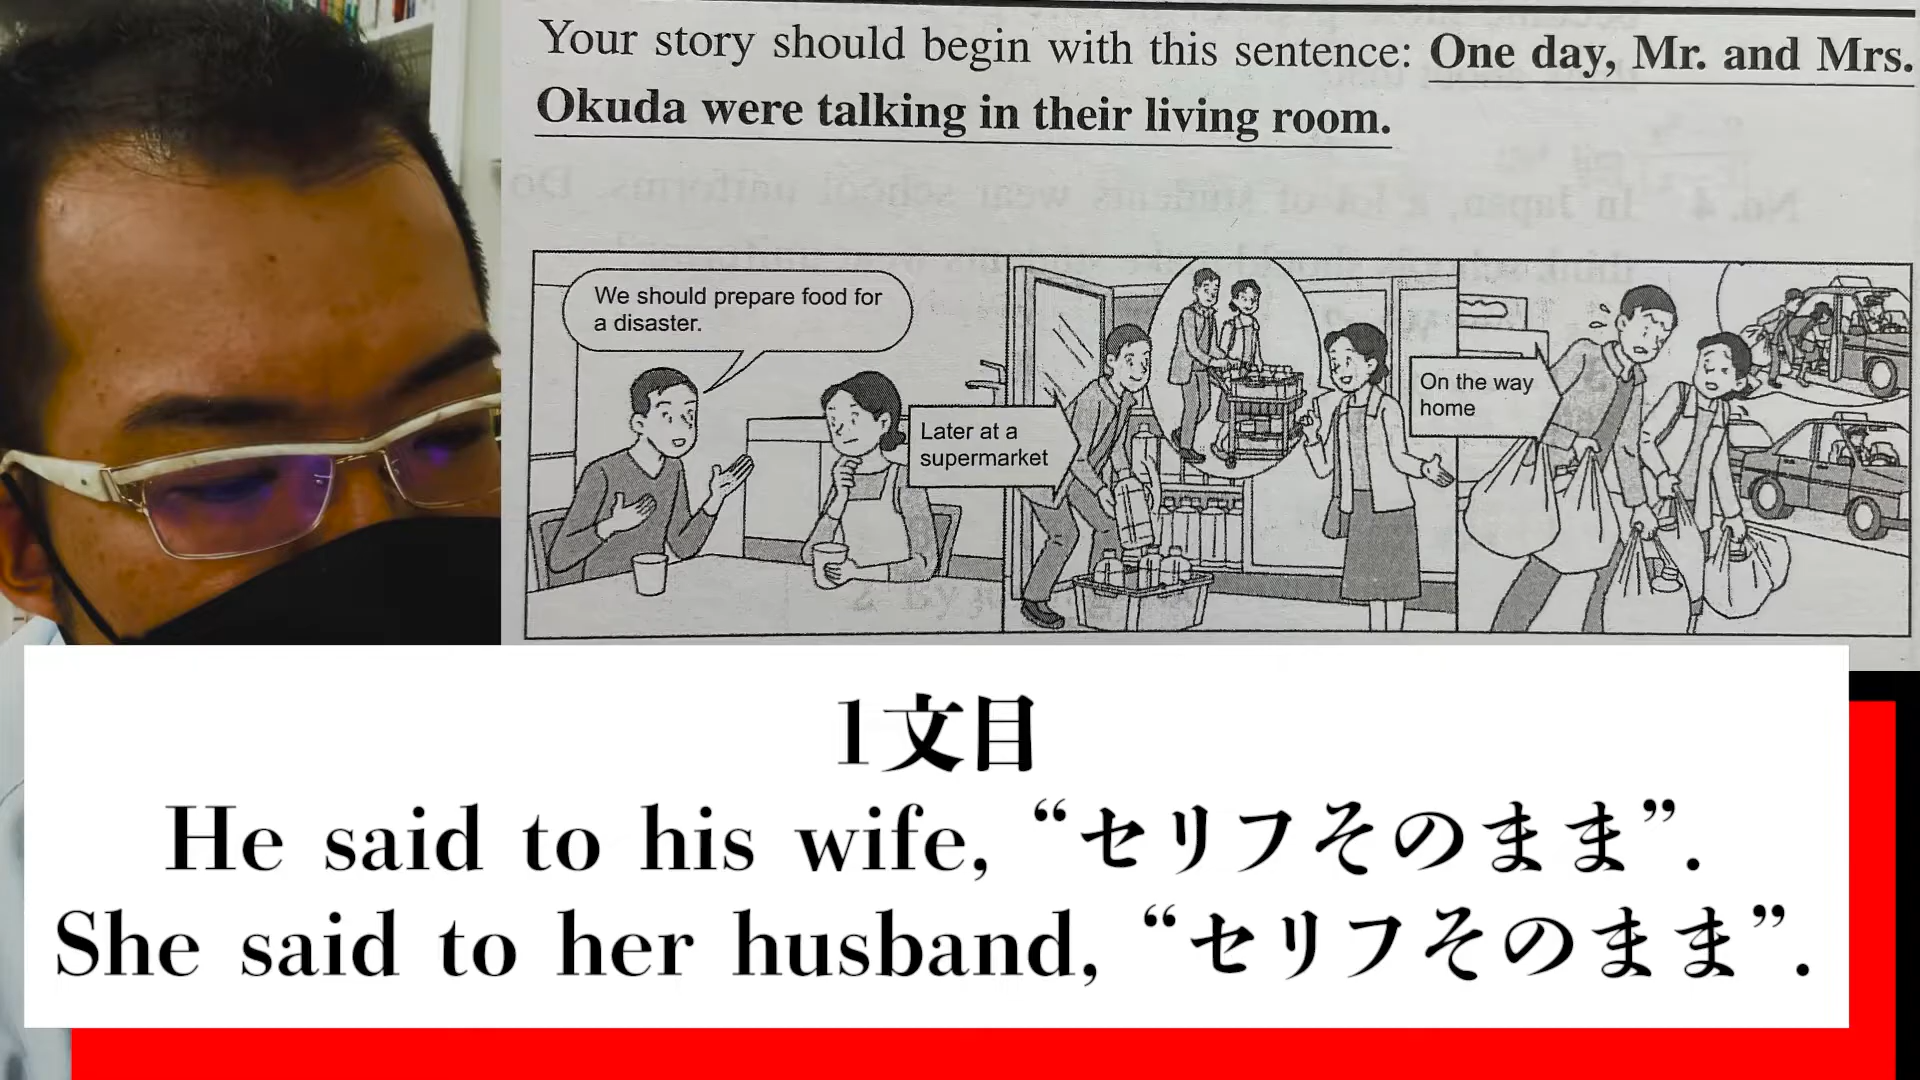 Your story should begin with this sentence: One day, Mr. and Mrs.
Okuda were talking in their living room.
We should prepare food for
a disaster.
Later at a
supermarket
On the way
home
1文目
He said to his wife, “セリフそのまま”.
She said to her husband, “セリフそのまま”.